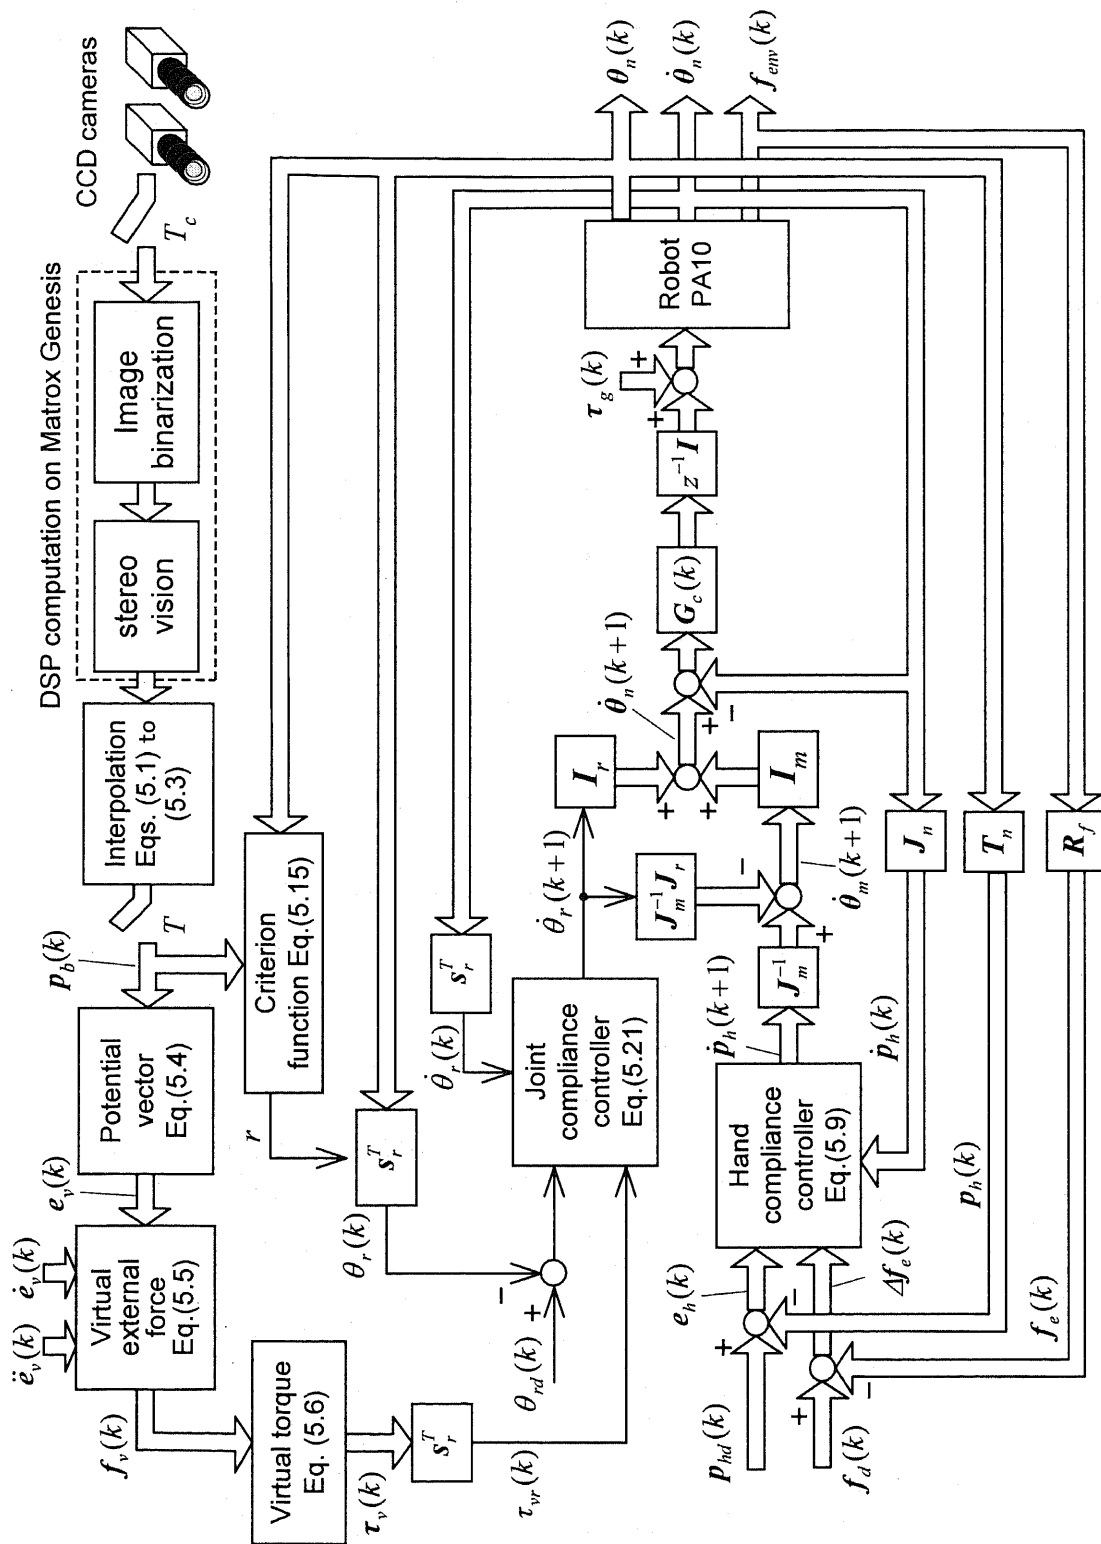 CCD cameras
T_c
DSP computation on Matrox Genesis
Image
binarization
stereo
vision
Interpolation
Eqs. (5.1) to
(5.3)
T
p_b(k)
Potential
vector
Eq.(5.4)
e_v(k)
ė_v(k)
ë_v(k)
Virtual
external
force
Eq.(5.5)
f_v(k)
Virtual torque
Eq. (5.6)
τ_v(k)
s_r^T
τ_vr(k)
Criterion
function Eq.(5.15)
r
s_r^T
θ_r(k)
θ_rd(k)
+
−
s_r^T
θ̇_r(k)
Joint
compliance
controller
Eq.(5.21)
θ̇_r(k+1)
I_r
J_m^{-1} J_r
−
+
+
+
θ̇_n(k+1)
+
−
G_c(k)
z^{-1} I
τ_g(k)
+
+
Robot
PA10
θ_n(k)
θ̇_n(k)
f_env(k)
p_hd(k)
+
−
e_h(k)
f_d(k)
+
−
Δf_e(k)
Hand
compliance
controller
Eq.(5.9)
ṗ_h(k+1)
J_m^{-1}
θ̇_m(k+1)
I_m
ṗ_h(k)
J_n
p_h(k)
T_n
f_e(k)
R_f